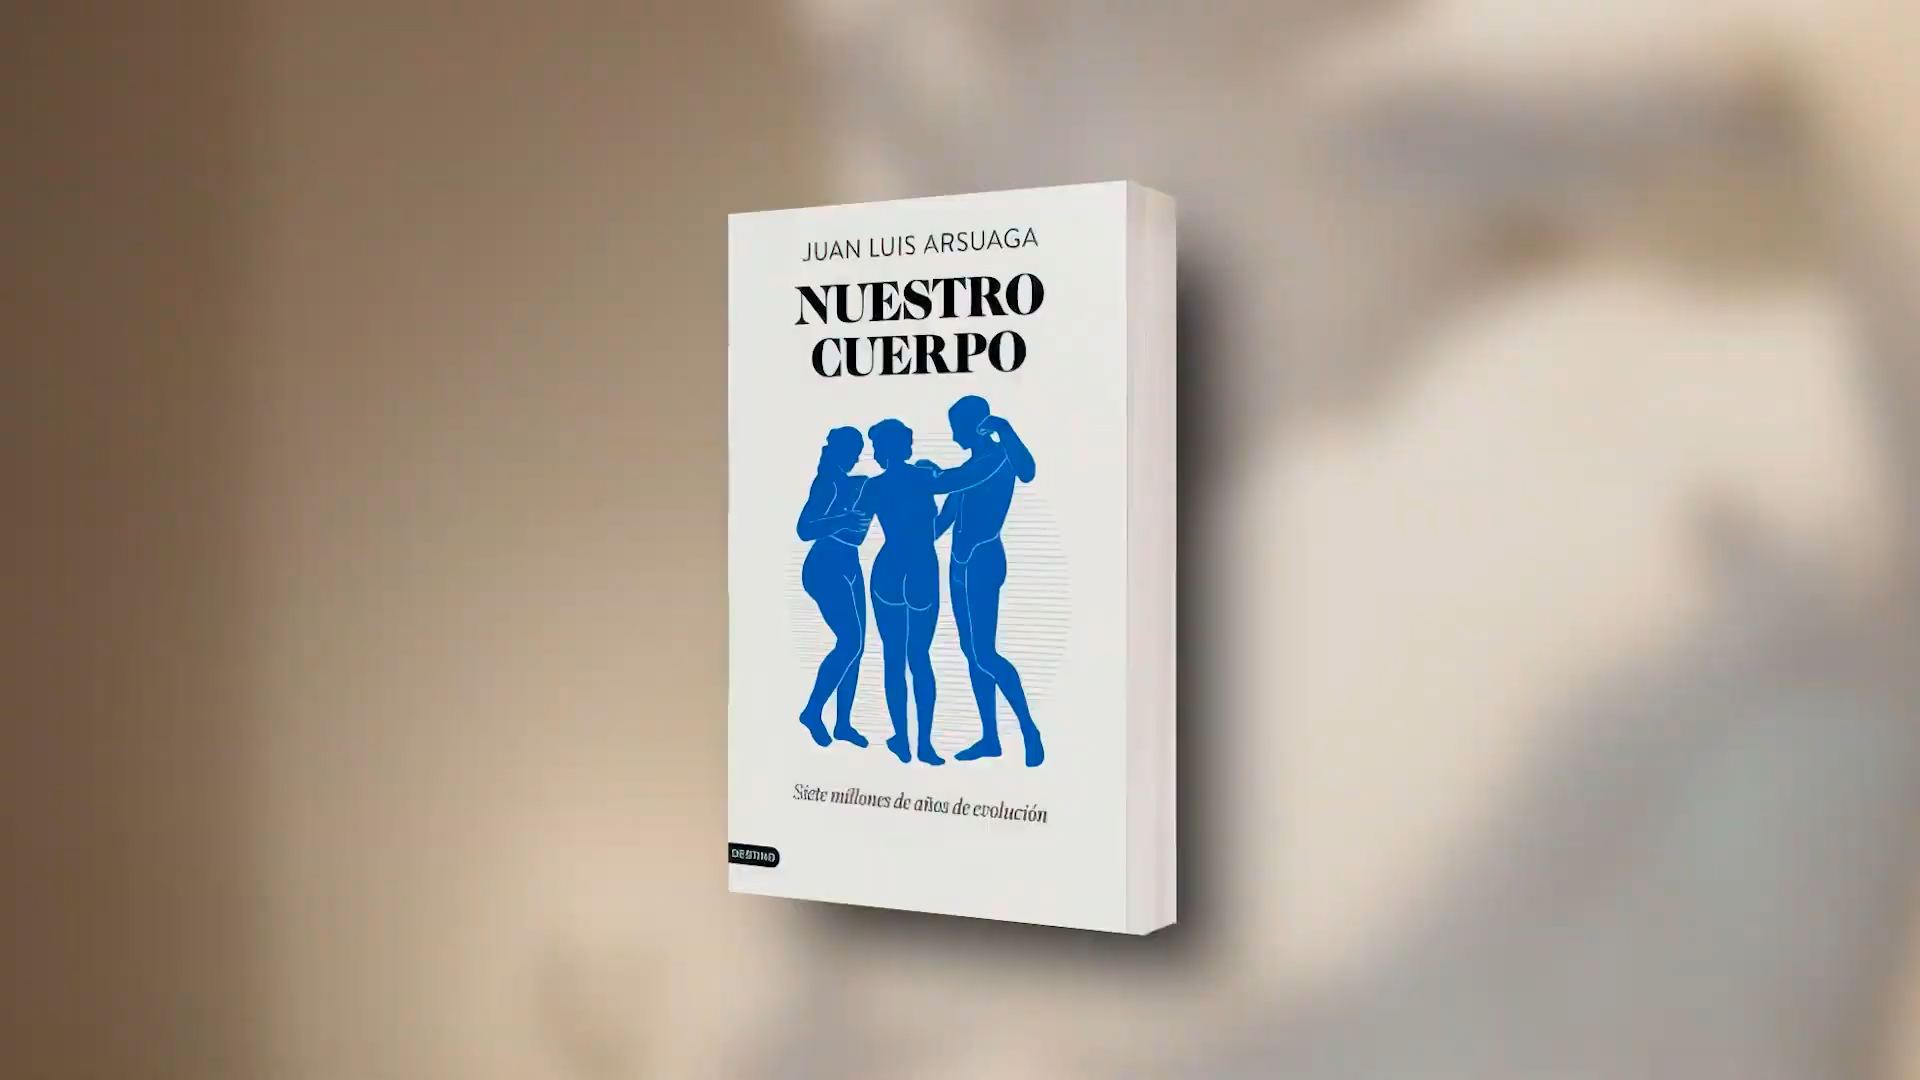 JUAN LUIS ARSUAGA
NUESTRO
CUERPO
Siete millones de años de evolución
DESTINO